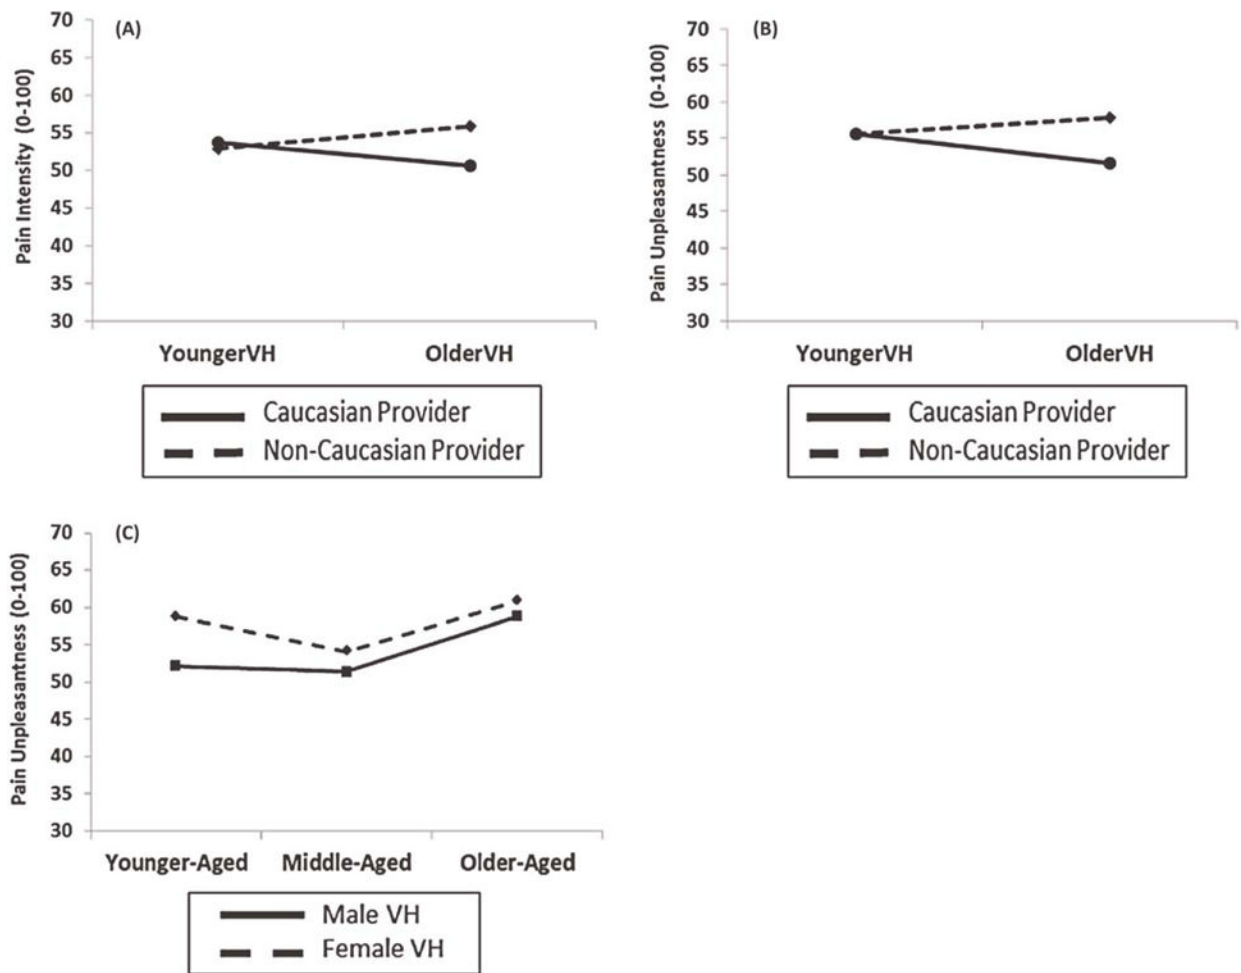 (A)
Pain Intensity (0-100)
70
65
60
55
50
45
40
35
30
YoungerVH OlderVH
Caucasian Provider
Non-Caucasian Provider
(B)
Pain Unpleasantness (0-100)
70
65
60
55
50
45
40
35
30
YoungerVH OlderVH
Caucasian Provider
Non-Caucasian Provider
(C)
Pain Unpleasantness (0-100)
70
65
60
55
50
45
40
35
30
Younger-Aged Middle-Aged Older-Aged
Male VH
Female VH